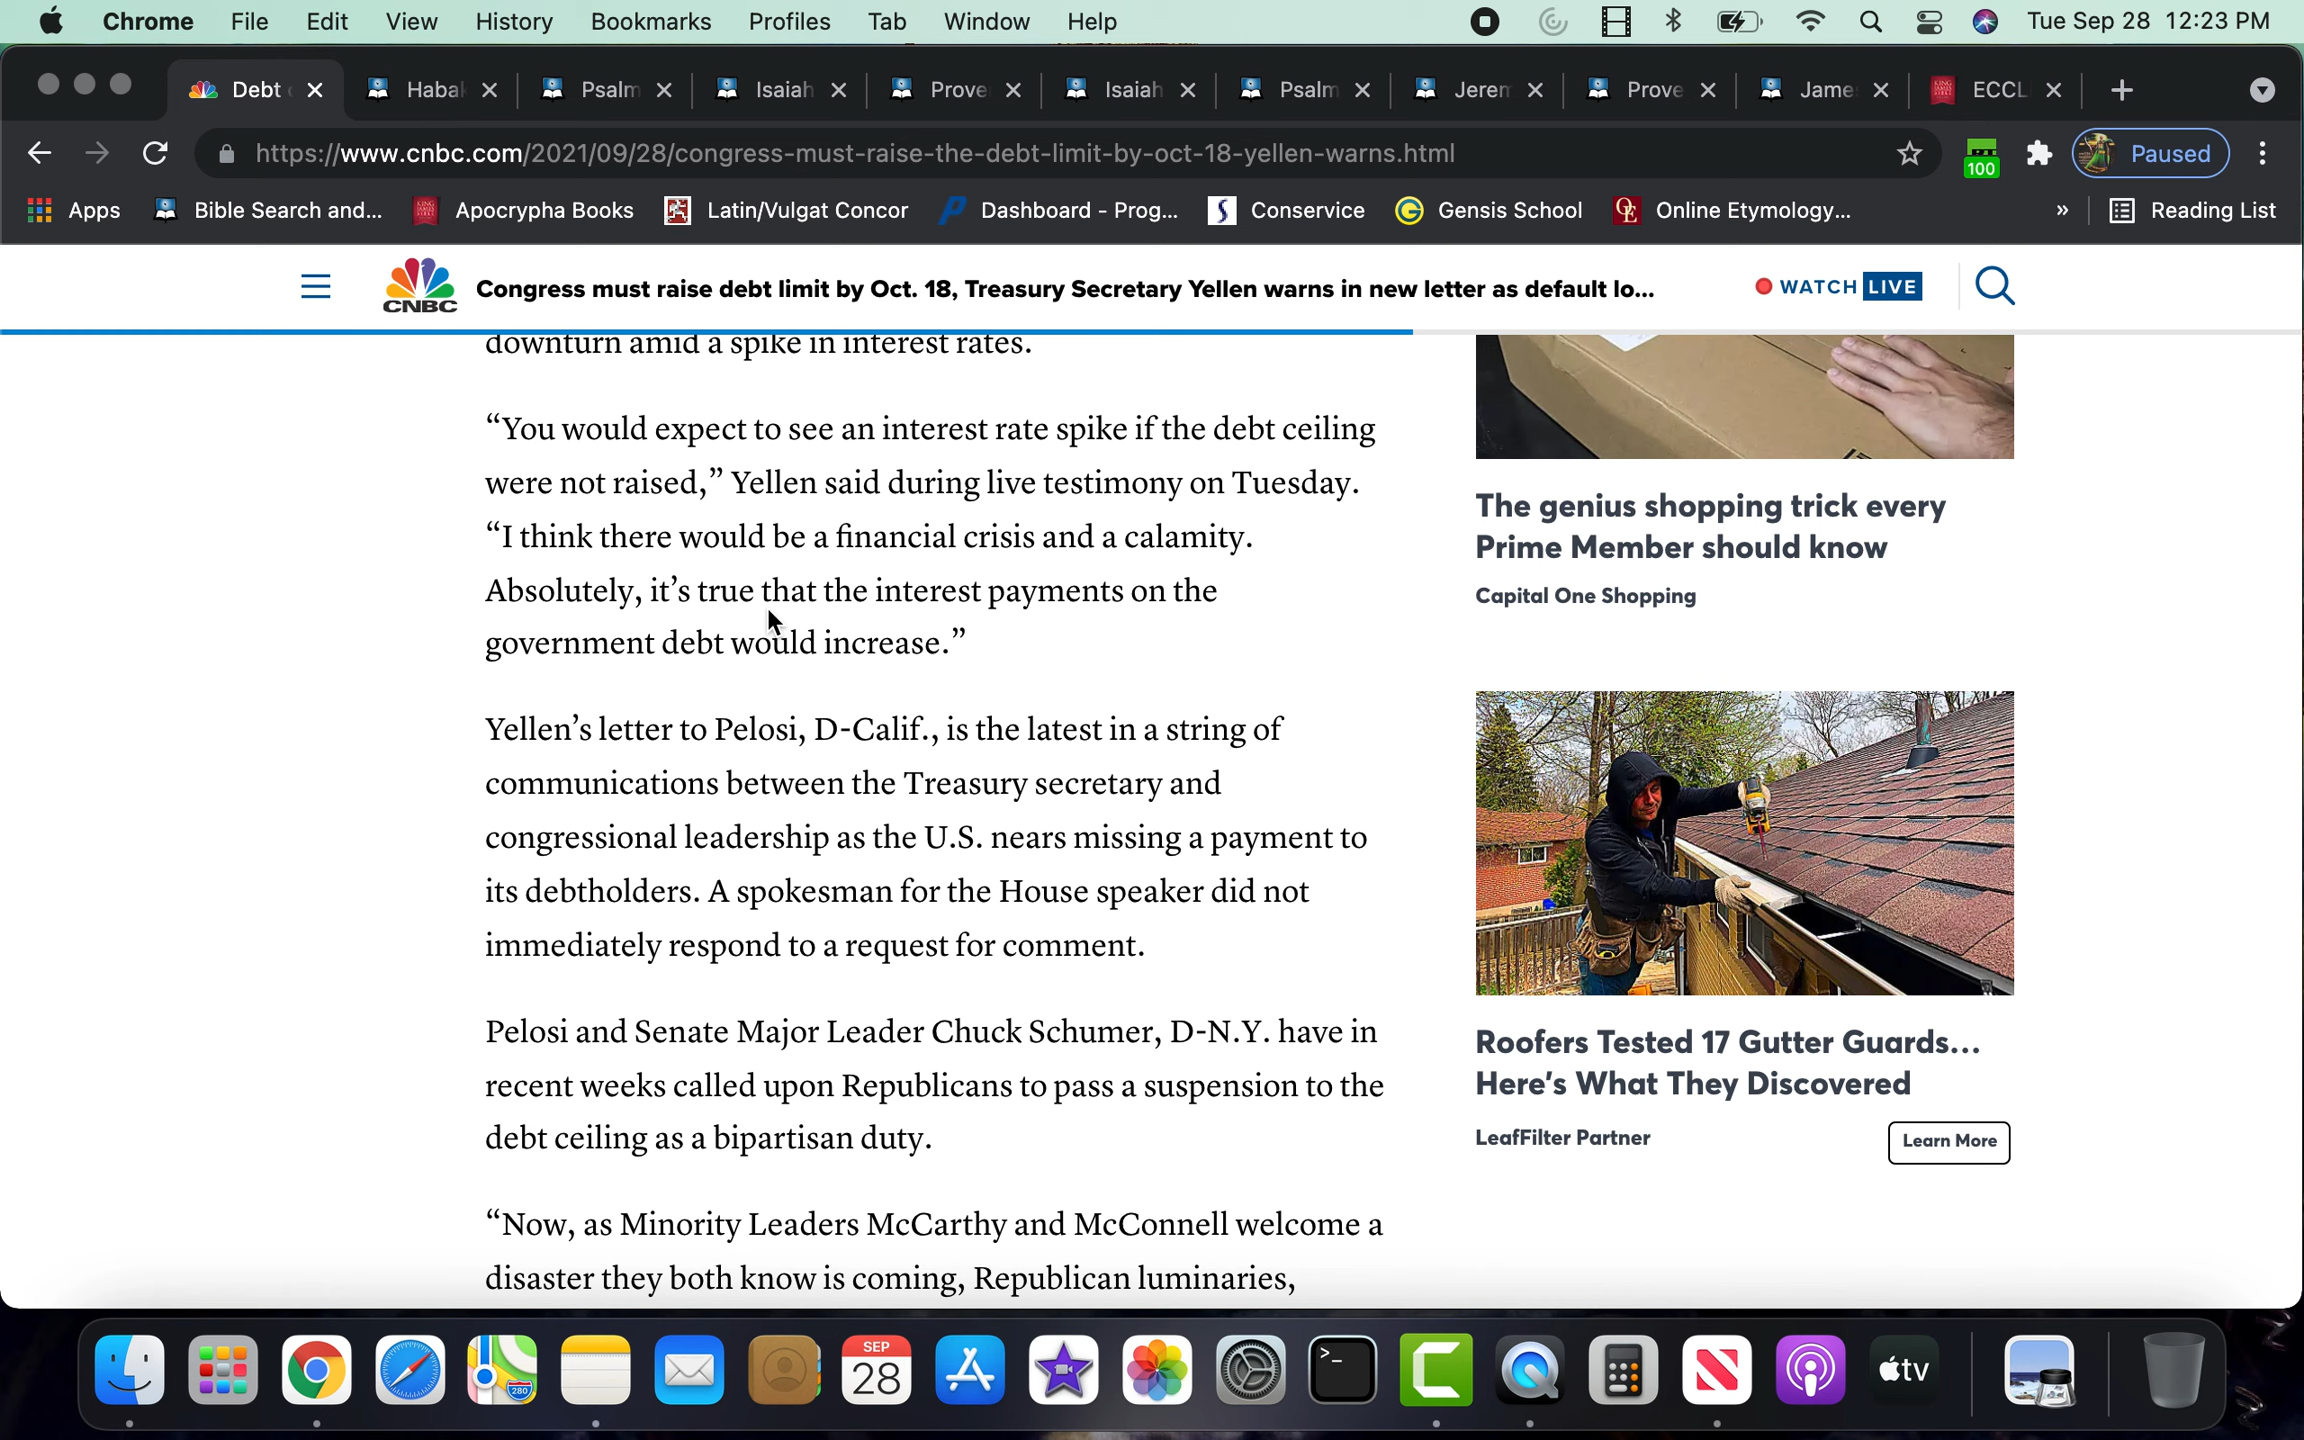 Chrome File Edit View History Bookmarks Profiles Tab Window Help Tue Sep 28 12:23 PM
Debt Habak Psalm Isaiah Prove Isaiah Psalm Jerem Prove James ECCL
https://www.cnbc.com/2021/09/28/congress-must-raise-the-debt-limit-by-oct-18-yellen-warns.html 100 Paused
Apps Bible Search and... Apocrypha Books Latin/Vulgat Concor Dashboard - Prog... Conservice Gensis School Online Etymology... » Reading List
CNBC Congress must raise debt limit by Oct. 18, Treasury Secretary Yellen warns in new letter as default lo... WATCH LIVE
downturn amid a spike in interest rates.
“You would expect to see an interest rate spike if the debt ceiling
were not raised,” Yellen said during live testimony on Tuesday.
“I think there would be a financial crisis and a calamity.
Absolutely, it’s true that the interest payments on the
government debt would increase.”
Yellen’s letter to Pelosi, D-Calif., is the latest in a string of
communications between the Treasury secretary and
congressional leadership as the U.S. nears missing a payment to
its debtholders. A spokesman for the House speaker did not
immediately respond to a request for comment.
Pelosi and Senate Major Leader Chuck Schumer, D-N.Y. have in
recent weeks called upon Republicans to pass a suspension to the
debt ceiling as a bipartisan duty.
“Now, as Minority Leaders McCarthy and McConnell welcome a
disaster they both know is coming, Republican luminaries,
The genius shopping trick every
Prime Member should know
Capital One Shopping
Roofers Tested 17 Gutter Guards...
Here’s What They Discovered
LeafFilter Partner
Learn More
280
SEP
28
>_
tv